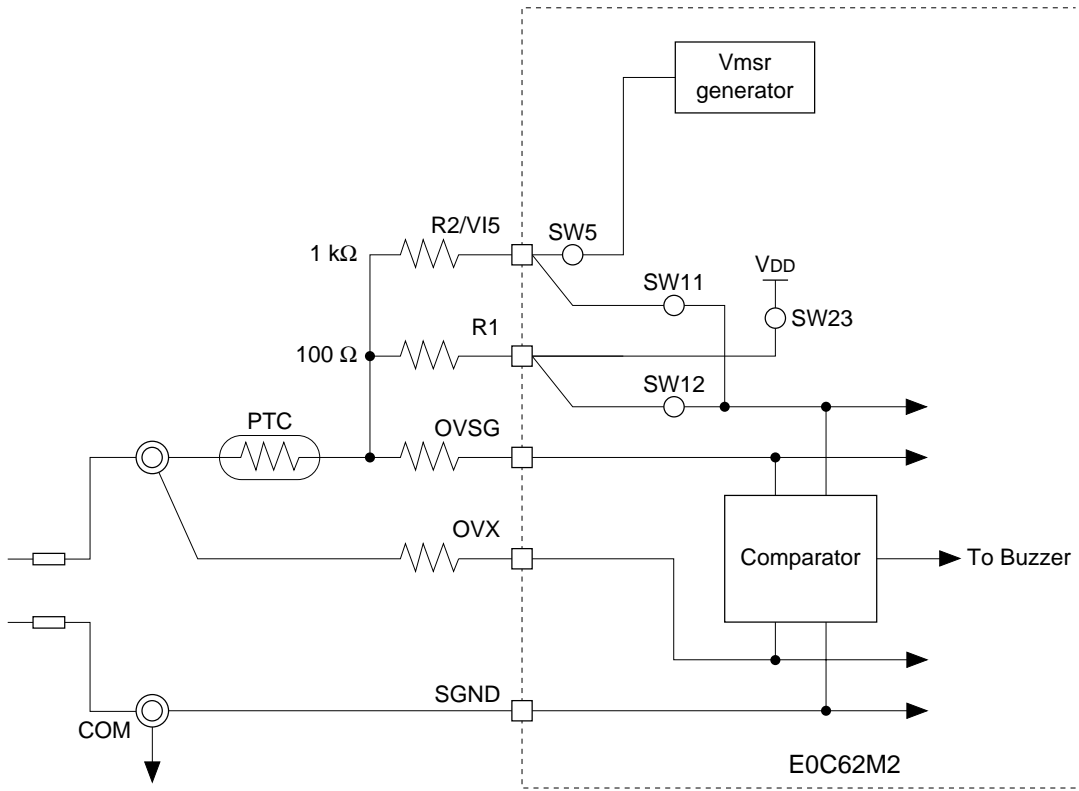 Vmsr
generator
R2/VI5
SW5
1 kΩ
SW11
VDD
SW23
R1
100 Ω
SW12
PTC
OVSG
OVX
Comparator
To Buzzer
SGND
COM
E0C62M2